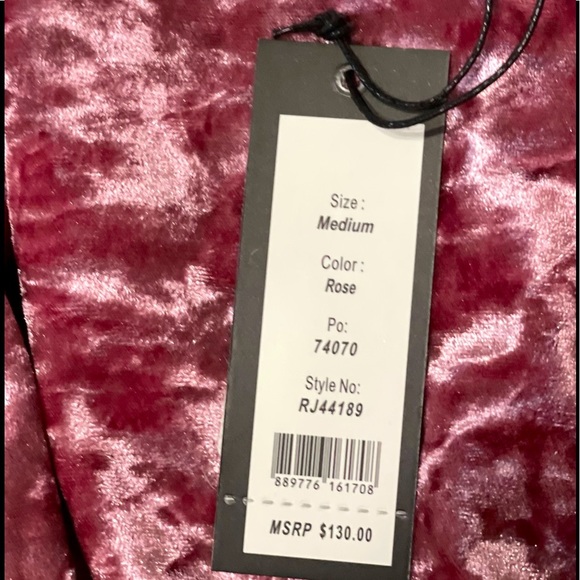 Size :
Medium
Color :
Rose
Po:
74070
Style No:
RJ44189
889776 161708
MSRP $130.00